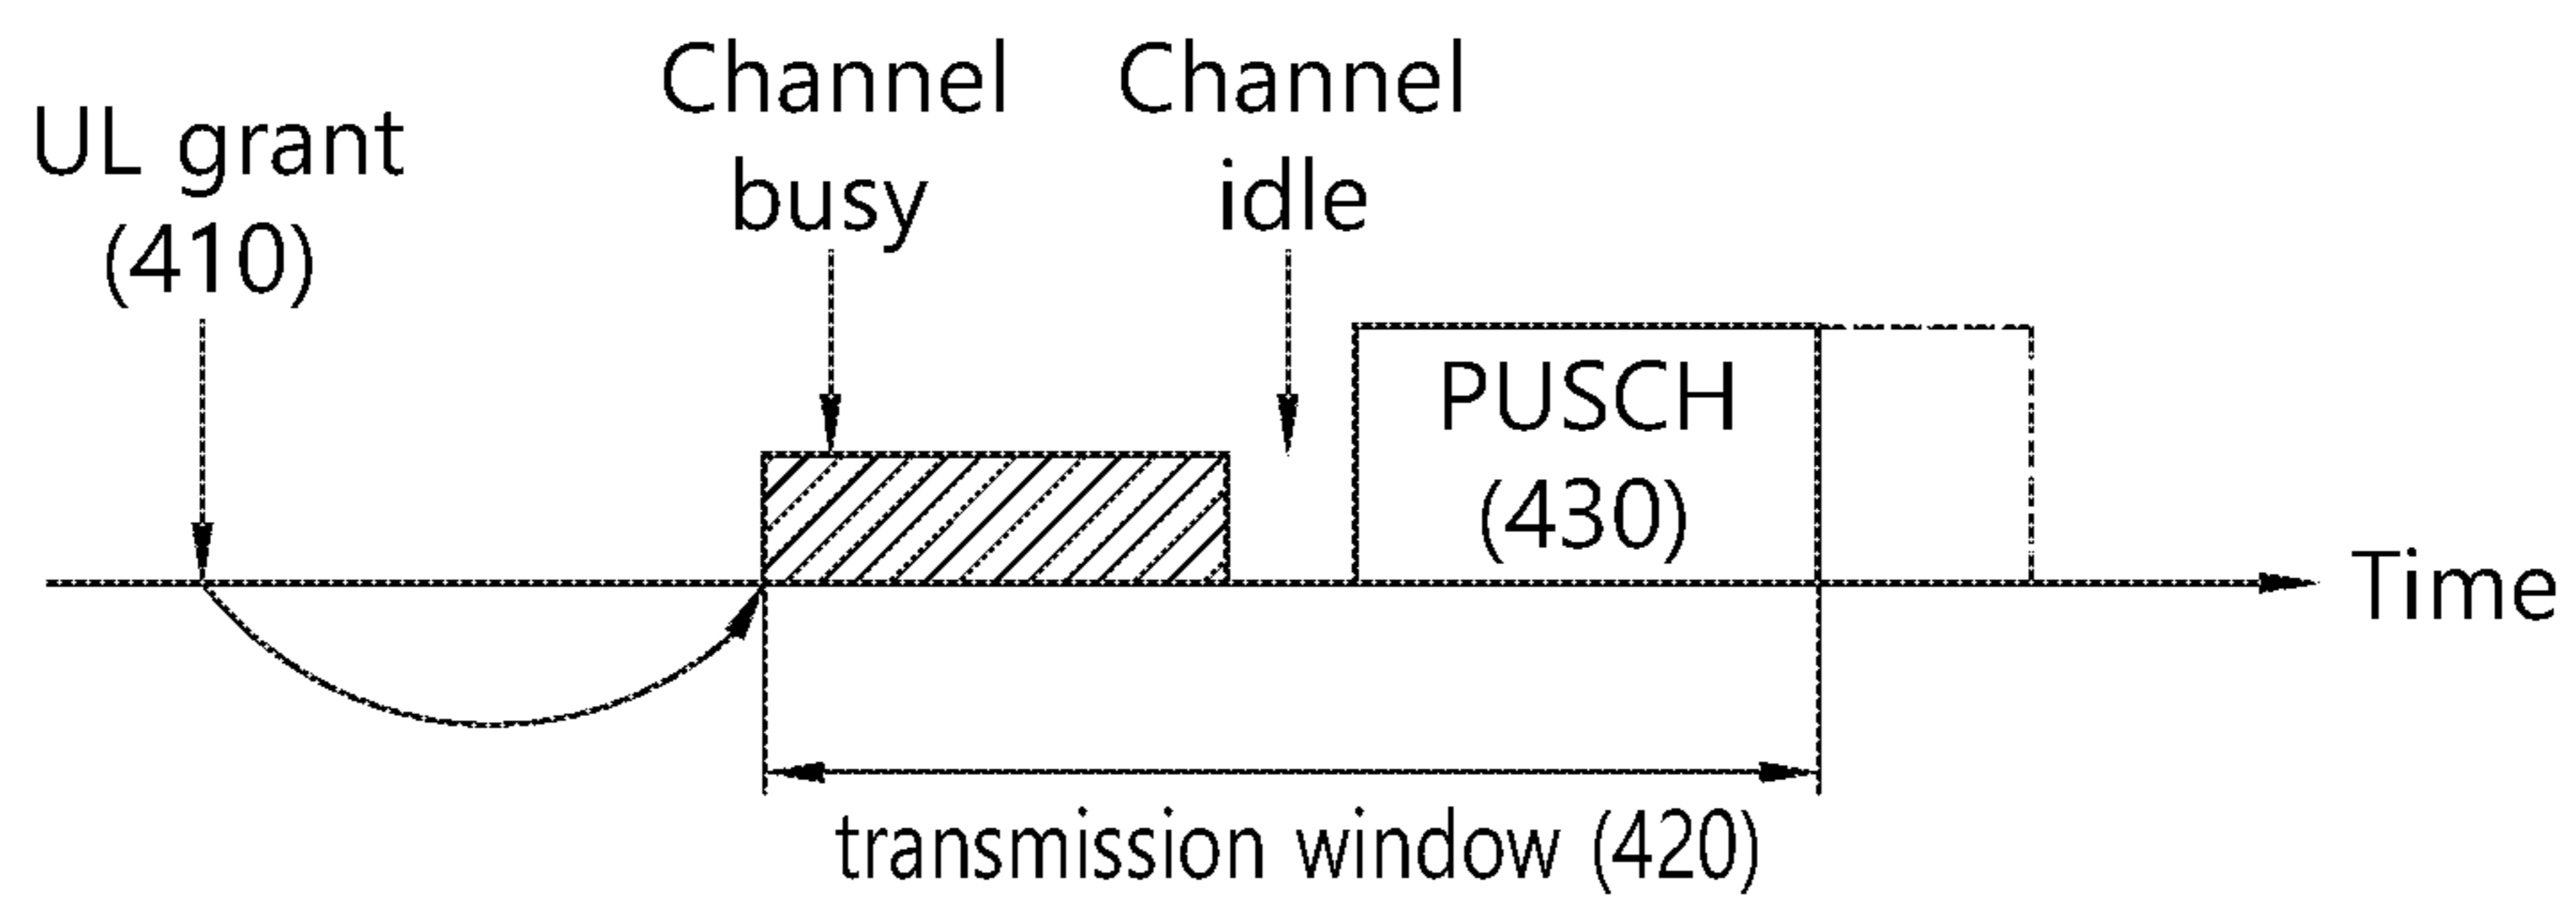 UL grant
(410)
Channel
busy
Channel
idle
PUSCH
(430)
Time
transmission window (420)